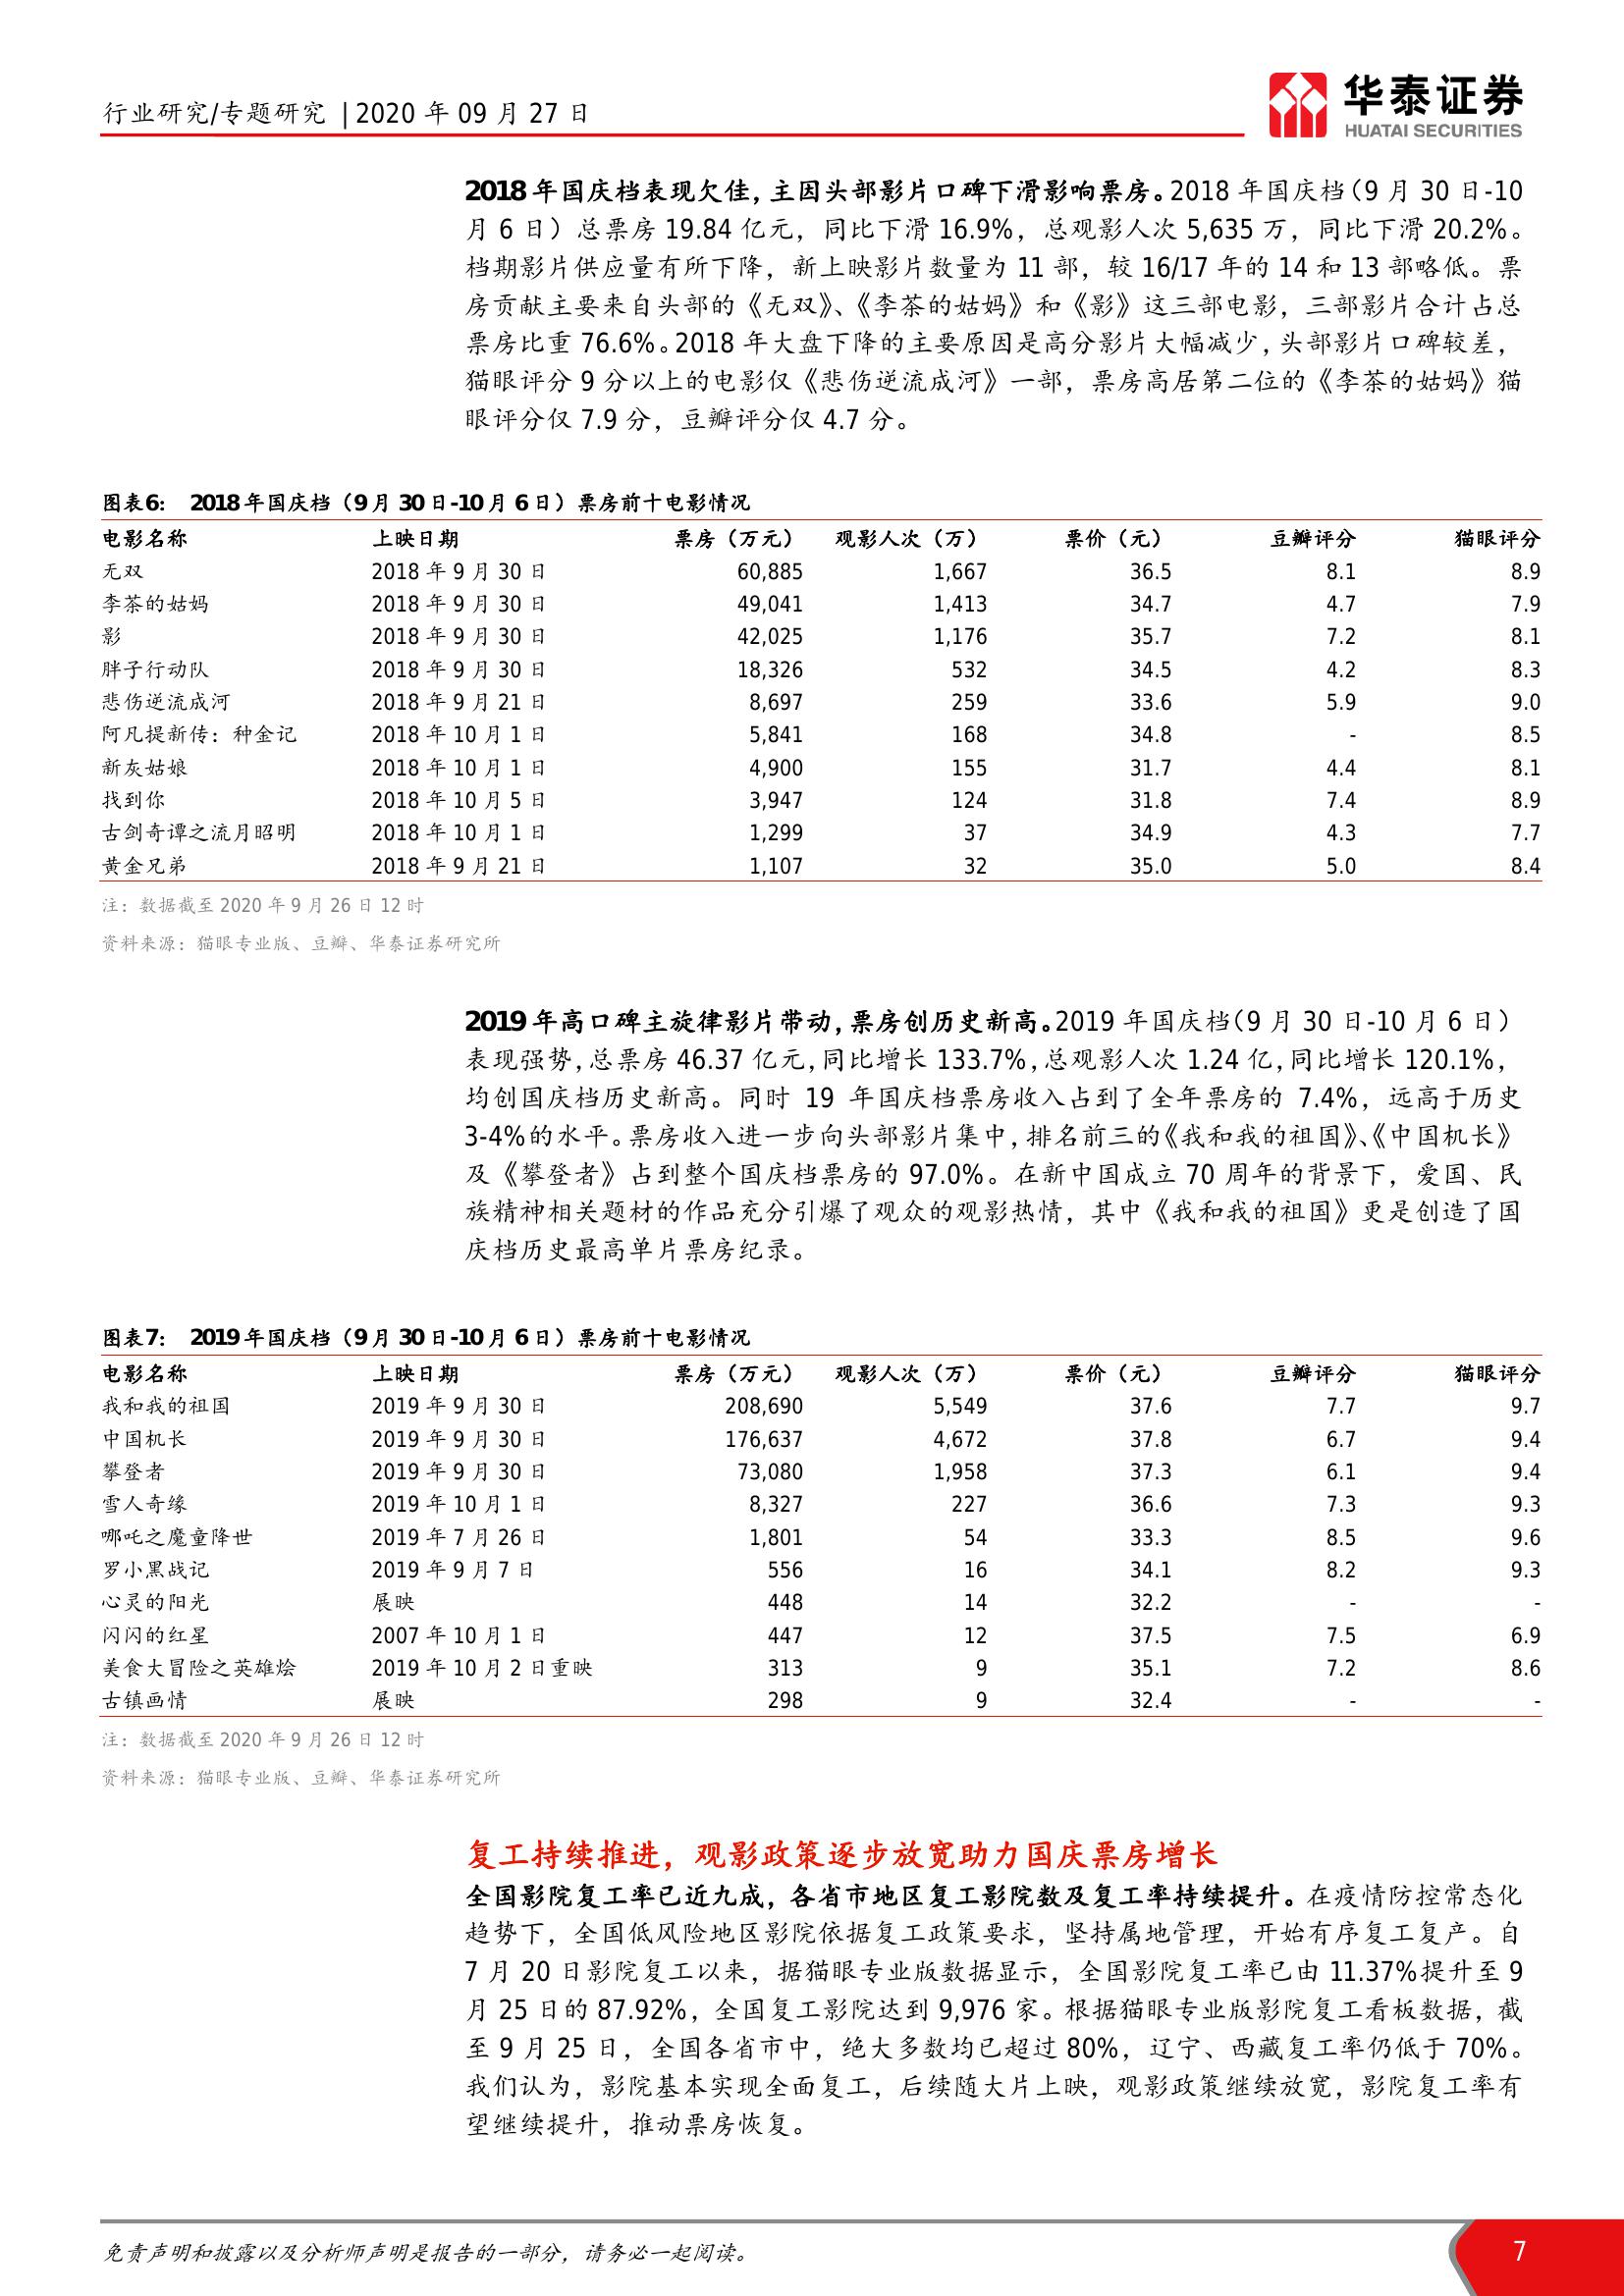 行业研究/专题研究 | 2020 年 09 月 27 日
华泰证券
HUATAI SECURITIES
2018 年国庆档表现欠佳，主因头部影片口碑下滑影响票房。2018 年国庆档（9 月 30 日-10
月 6 日）总票房 19.84 亿元，同比下滑 16.9%，总观影人次 5,635 万，同比下滑 20.2%。
档期影片供应量有所下降，新上映影片数量为 11 部，较 16/17 年的 14 和 13 部略低。票
房贡献主要来自头部的《无双》、《李茶的姑妈》和《影》这三部电影，三部影片合计占总
票房比重 76.6%。2018 年大盘下降的主要原因是高分影片大幅减少，头部影片口碑较差，
猫眼评分 9 分以上的电影仅《悲伤逆流成河》一部，票房高居第二位的《李茶的姑妈》猫
眼评分仅 7.9 分，豆瓣评分仅 4.7 分。
图表6： 2018 年国庆档（9 月 30 日-10 月 6 日）票房前十电影情况
电影名称 上映日期 票房（万元） 观影人次（万） 票价（元） 豆瓣评分 猫眼评分
无双 2018 年 9 月 30 日 60,885 1,667 36.5 8.1 8.9
李茶的姑妈 2018 年 9 月 30 日 49,041 1,413 34.7 4.7 7.9
影 2018 年 9 月 30 日 42,025 1,176 35.7 7.2 8.1
胖子行动队 2018 年 9 月 30 日 18,326 532 34.5 4.2 8.3
悲伤逆流成河 2018 年 9 月 21 日 8,697 259 33.6 5.9 9.0
阿凡提新传：种金记 2018 年 10 月 1 日 5,841 168 34.8 - 8.5
新灰姑娘 2018 年 10 月 1 日 4,900 155 31.7 4.4 8.1
找到你 2018 年 10 月 5 日 3,947 124 31.8 7.4 8.9
古剑奇谭之流月昭明 2018 年 10 月 1 日 1,299 37 34.9 4.3 7.7
黄金兄弟 2018 年 9 月 21 日 1,107 32 35.0 5.0 8.4
注：数据截至 2020 年 9 月 26 日 12 时
资料来源：猫眼专业版、豆瓣、华泰证券研究所
2019 年高口碑主旋律影片带动，票房创历史新高。2019 年国庆档（9 月 30 日-10 月 6 日）
表现强势，总票房 46.37 亿元，同比增长 133.7%，总观影人次 1.24 亿，同比增长 120.1%，
均创国庆档历史新高。同时 19 年国庆档票房收入占到了全年票房的 7.4%，远高于历史
3-4%的水平。票房收入进一步向头部影片集中，排名前三的《我和我的祖国》、《中国机长》
及《攀登者》占到整个国庆档票房的 97.0%。在新中国成立 70 周年的背景下，爱国、民
族精神相关题材的作品充分引爆了观众的观影热情，其中《我和我的祖国》更是创造了国
庆档历史最高单片票房纪录。
图表7： 2019 年国庆档（9 月 30 日-10 月 6 日）票房前十电影情况
电影名称 上映日期 票房（万元） 观影人次（万） 票价（元） 豆瓣评分 猫眼评分
我和我的祖国 2019 年 9 月 30 日 208,690 5,549 37.6 7.7 9.7
中国机长 2019 年 9 月 30 日 176,637 4,672 37.8 6.7 9.4
攀登者 2019 年 9 月 30 日 73,080 1,958 37.3 6.1 9.4
雪人奇缘 2019 年 10 月 1 日 8,327 227 36.6 7.3 9.3
哪吒之魔童降世 2019 年 7 月 26 日 1,801 54 33.3 8.5 9.6
罗小黑战记 2019 年 9 月 7 日 556 16 34.1 8.2 9.3
心灵的阳光 展映 448 14 32.2 - -
闪闪的红星 2007 年 10 月 1 日 447 12 37.5 7.5 6.9
美食大冒险之英雄烩 2019 年 10 月 2 日重映 313 9 35.1 7.2 8.6
古镇画情 展映 298 9 32.4 - -
注：数据截至 2020 年 9 月 26 日 12 时
资料来源：猫眼专业版、豆瓣、华泰证券研究所
复工持续推进，观影政策逐步放宽助力国庆票房增长
全国影院复工率已近九成，各省市地区复工影院数及复工率持续提升。在疫情防控常态化
趋势下，全国低风险地区影院依据复工政策要求，坚持属地管理，开始有序复工复产。自
7 月 20 日影院复工以来，据猫眼专业版数据显示，全国影院复工率已由 11.37%提升至 9
月 25 日的 87.92%，全国复工影院达到 9,976 家。根据猫眼专业版影院复工看板数据，截
至 9 月 25 日，全国各省市中，绝大多数均已超过 80%，辽宁、西藏复工率仍低于 70%。
我们认为，影院基本实现全面复工，后续随大片上映，观影政策继续放宽，影院复工率有
望继续提升，推动票房恢复。
免责声明和披露以及分析师声明是报告的一部分，请务必一起阅读。
7